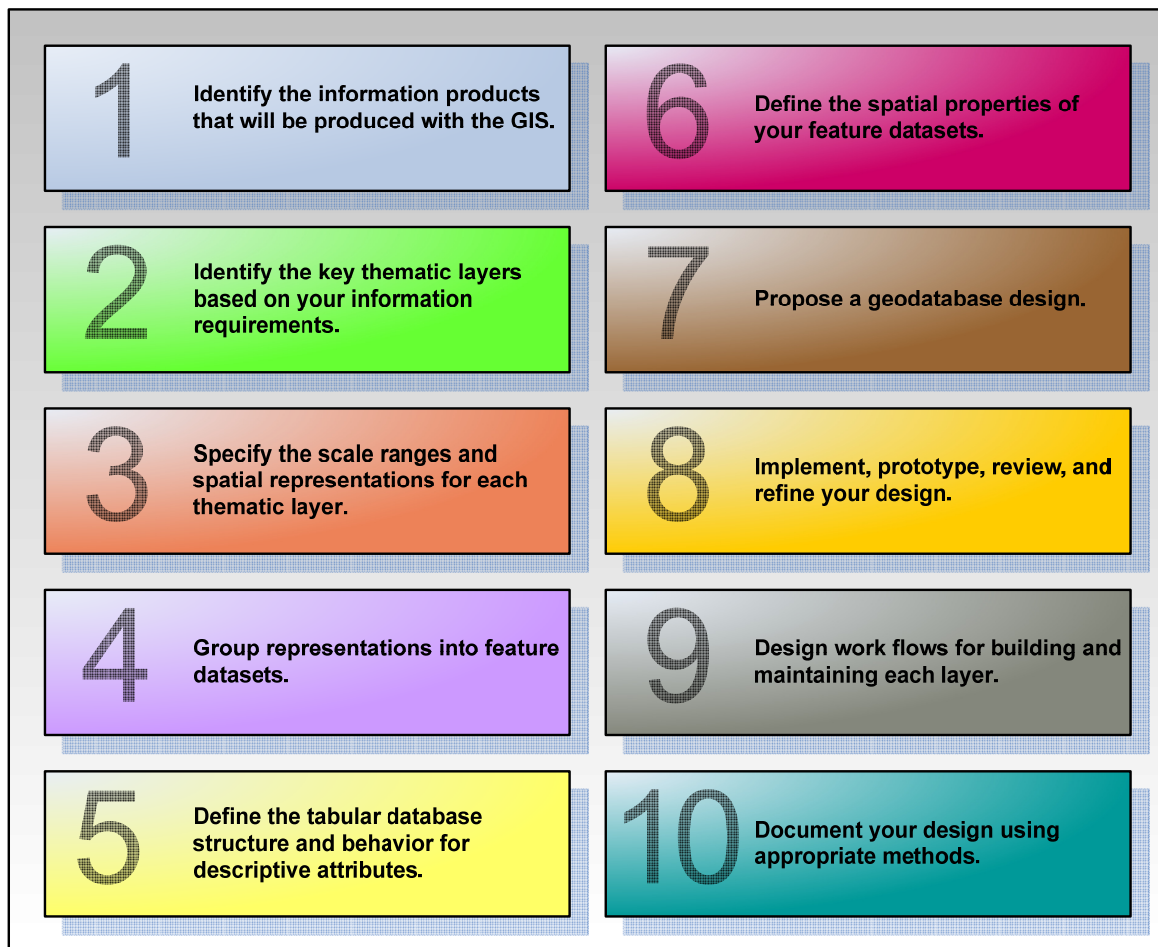 1
Identify the information products
that will be produced with the GIS.
2
Identify the key thematic layers
based on your information
requirements.
3
Specify the scale ranges and
spatial representations for each
thematic layer.
4
Group representations into feature
datasets.
5
Define the tabular database
structure and behavior for
descriptive attributes.
6
Define the spatial properties of
your feature datasets.
7
Propose a geodatabase design.
8
Implement, prototype, review, and
refine your design.
9
Design work flows for building and
maintaining each layer.
10
Document your design using
appropriate methods.